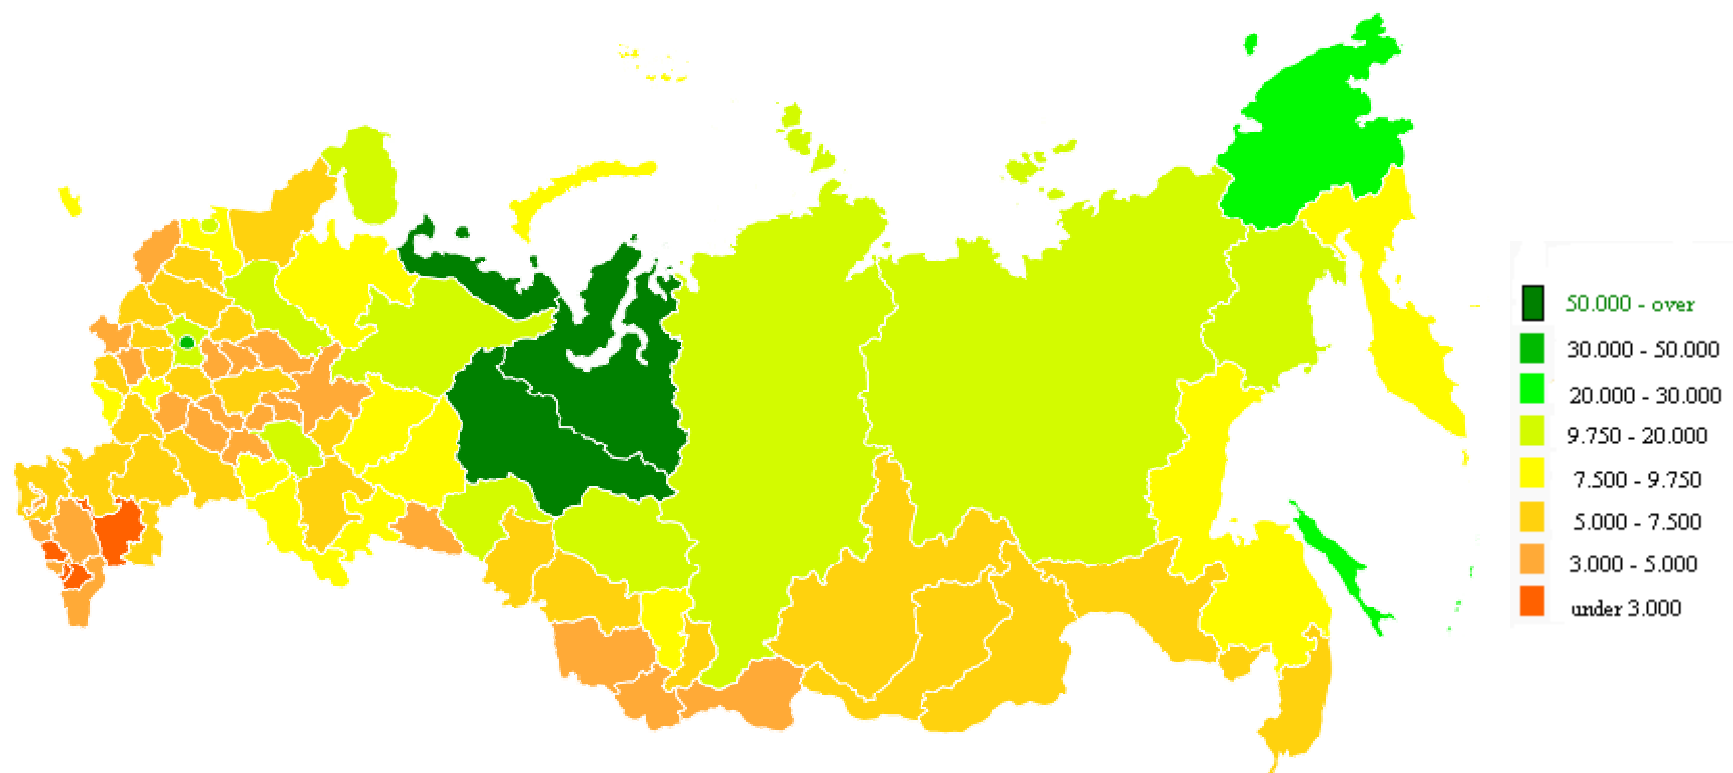 50.000 - over
30.000 - 50.000
20.000 - 30.000
9.750 - 20.000
7.500 - 9.750
5.000 - 7.500
3.000 - 5.000
under 3.000